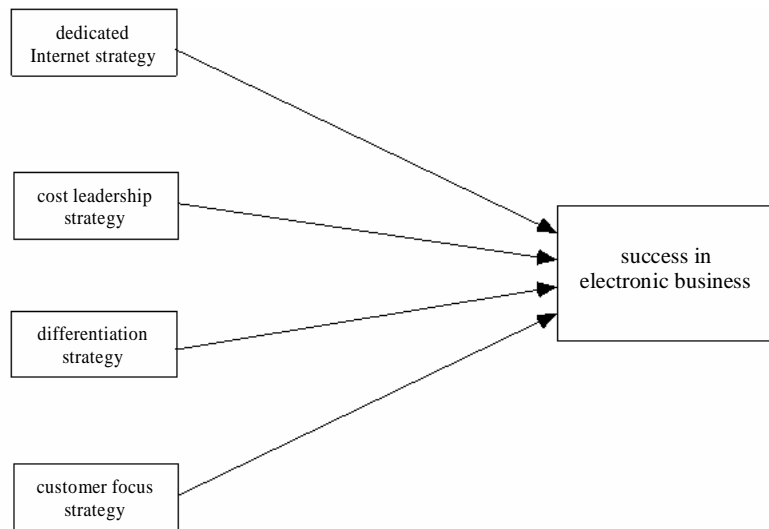 dedicated
Internet strategy
cost leadership
strategy
success in
electronic business
differentiation
strategy
customer focus
strategy